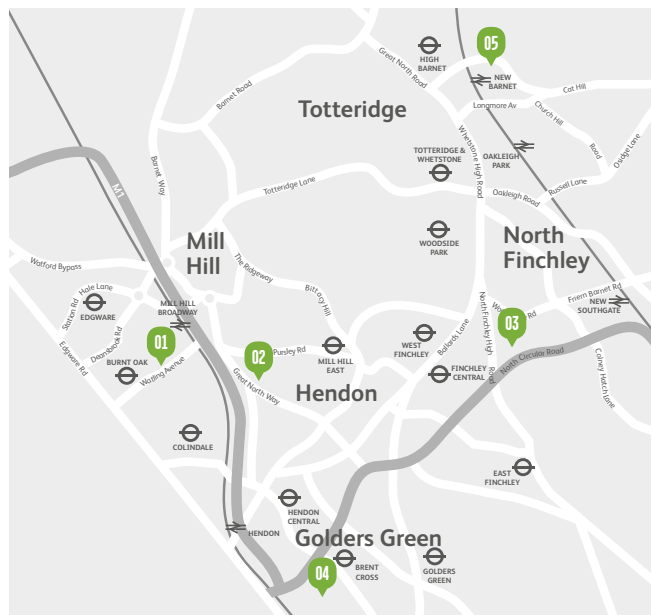 05
HIGH
BARNET
Great North Road
NEW
BARNET
Cat Hill
Barnet Road
Totteridge
Longmore Av
Church Hill
Road
Whetstone High Road
OAKLEIGH
PARK
Osidge Lane
Barnet Way
TOTTERIDGE &
WHETSTONE
M1
Totteridge Lane
Oakleigh Road
Russell Lane
Mill
Hill
WOODSIDE
PARK
North
Finchley
Watford Bypass
The Ridgeway
Hale Lane
Bittacy Hill
Friern Barnet Rd
Station Rd
EDGWARE
MILL HILL
BROADWAY
North Finchley High
Road
NEW
SOUTHGATE
01
02
03
Deansbrook Rd
Edgware Rd
BURNT OAK
Watling Avenue
Pursley Rd
MILL HILL
EAST
WEST
FINCHLEY
Ballards Lane
North Circular Road
Colney Hatch Lane
Great North Way
Hendon
FINCHLEY
CENTRAL
COLINDALE
EAST
FINCHLEY
HENDON
CENTRAL
HENDON
Golders Green
04
BRENT
CROSS
GOLDERS
GREEN